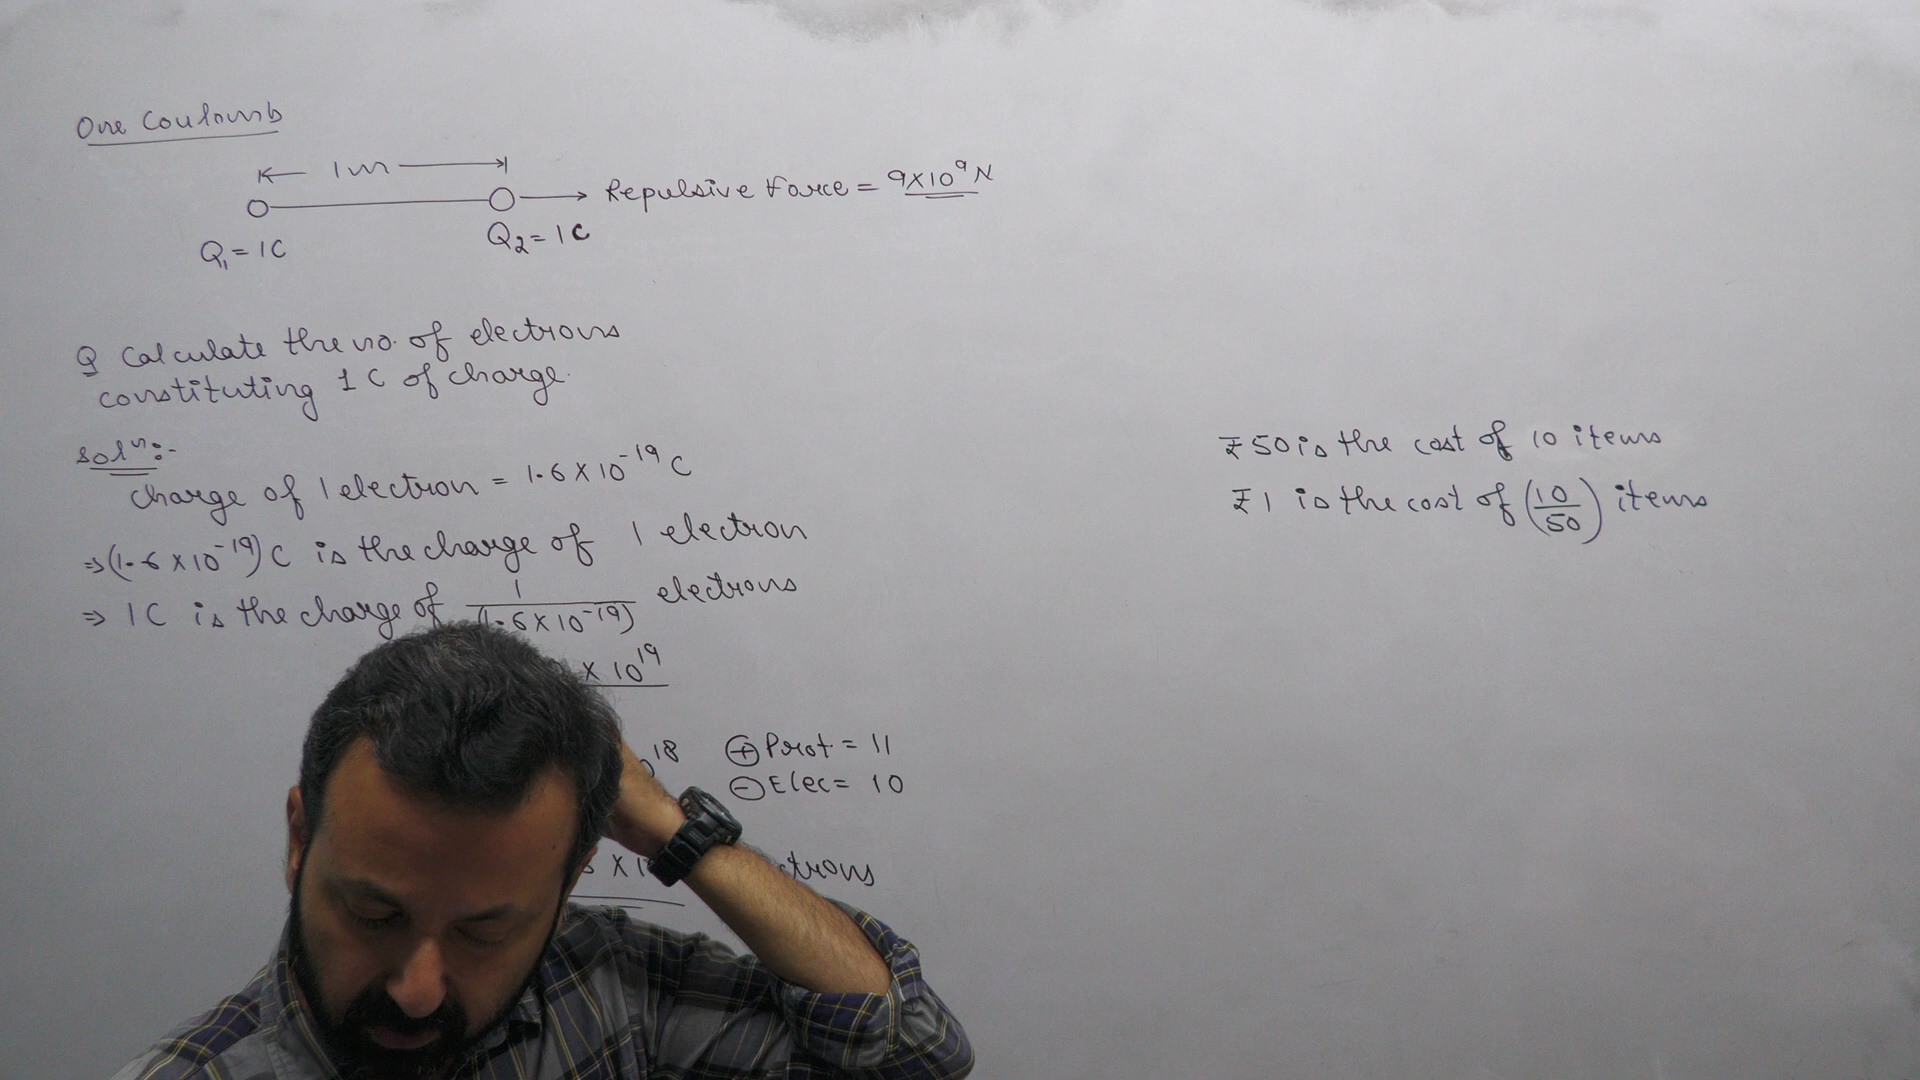 One Coulomb
1m
Repulsive Force = 9×10⁹ N
Q₁ = 1C
Q₂ = 1C
Q Calculate the no. of electrons
constituting 1 C of charge.
Solⁿ:-
Charge of 1 electron = 1.6 × 10⁻¹⁹ C
⇒ (1.6 × 10⁻¹⁹) C is the charge of 1 electron
⇒ 1C is the charge of 1/(1.6 × 10⁻¹⁹) electrons
× 10¹⁹
18
⊕ Prot = 11
⊖ Elec = 10
₹50 is the cost of 10 items
₹1 is the cost of (10/50) items